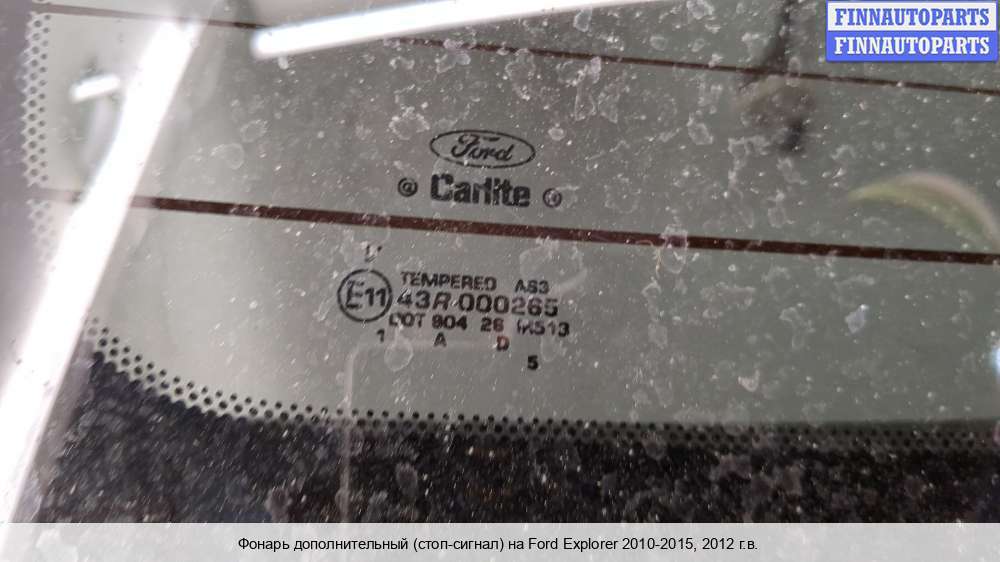 FINNAUTOPARTS
FINNAUTOPARTS
Ford
Carlite
TEMPERED AS3
E11 43R-000265
DOT 904 26 M513
1 A D
5
Фонарь дополнительный (стоп-сигнал) на Ford Explorer 2010-2015, 2012 г.в.